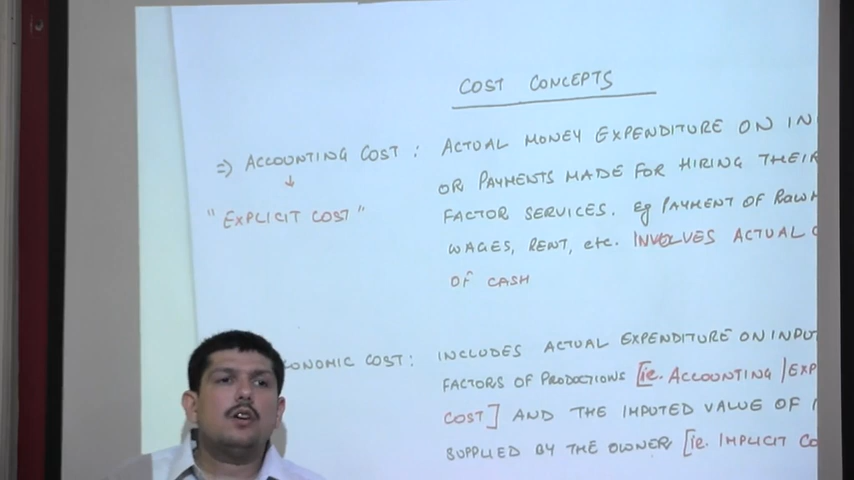 COST CONCEPTS
⇒ ACCOUNTING COST : ACTUAL MONEY EXPENDITURE ON IN
OR PAYMENTS MADE FOR HIRING THEIR
"EXPLICIT COST" FACTOR SERVICES. eg PAYMENT OF RAW
WAGES, RENT, etc. INVOLVES ACTUAL
OF CASH
CONOMIC COST : INCLUDES ACTUAL EXPENDITURE ON INPU
FACTORS OF PRODUCTIONS [ie. ACCOUNTING / EXP
COST] AND THE IMPUTED VALUE OF
SUPPLIED BY THE OWNER [ie. IMPLICIT CO